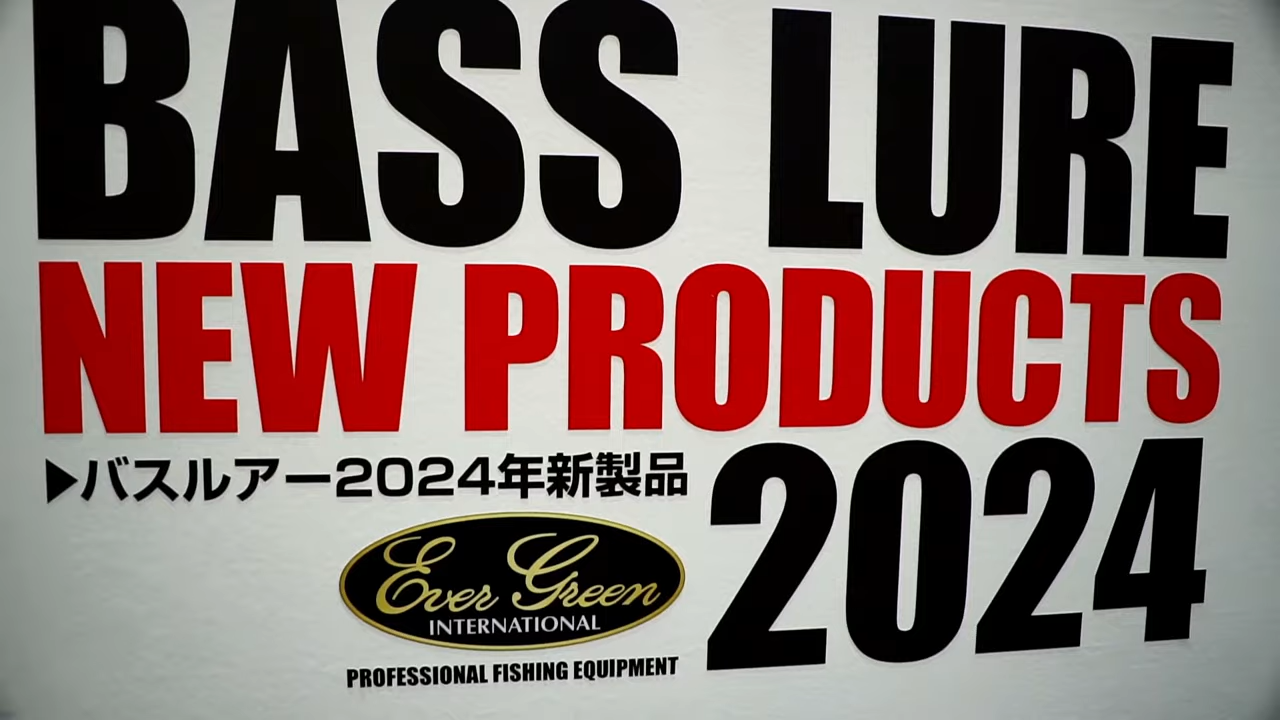 BASS LURE
NEW PRODUCTS
▶バスルアー2024年新製品
2024
Ever Green
INTERNATIONAL
PROFESSIONAL FISHING EQUIPMENT